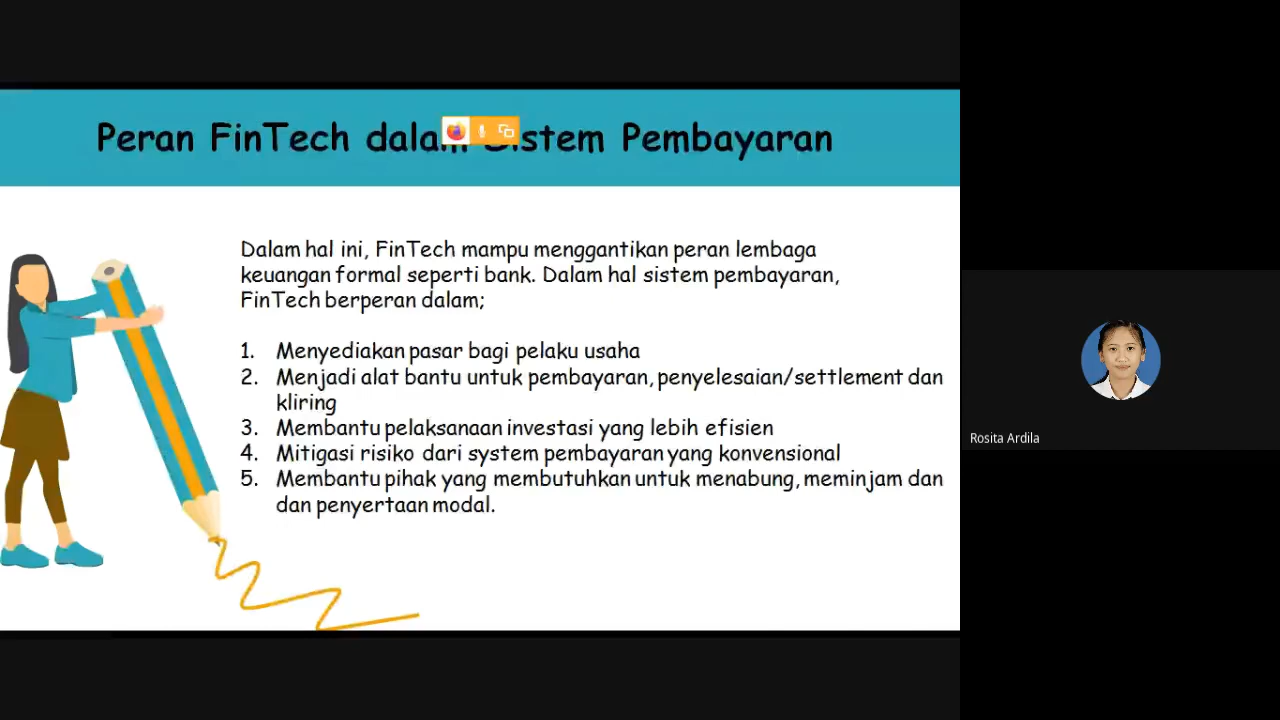 Peran FinTech dalam Sistem Pembayaran
Dalam hal ini, FinTech mampu menggantikan peran lembaga
keuangan formal seperti bank. Dalam hal sistem pembayaran,
FinTech berperan dalam;
1. Menyediakan pasar bagi pelaku usaha
2. Menjadi alat bantu untuk pembayaran, penyelesaian/settlement dan
kliring
3. Membantu pelaksanaan investasi yang lebih efisien
4. Mitigasi risiko dari system pembayaran yang konvensional
5. Membantu pihak yang membutuhkan untuk menabung, meminjam dan
dan penyertaan modal.
Rosita Ardila